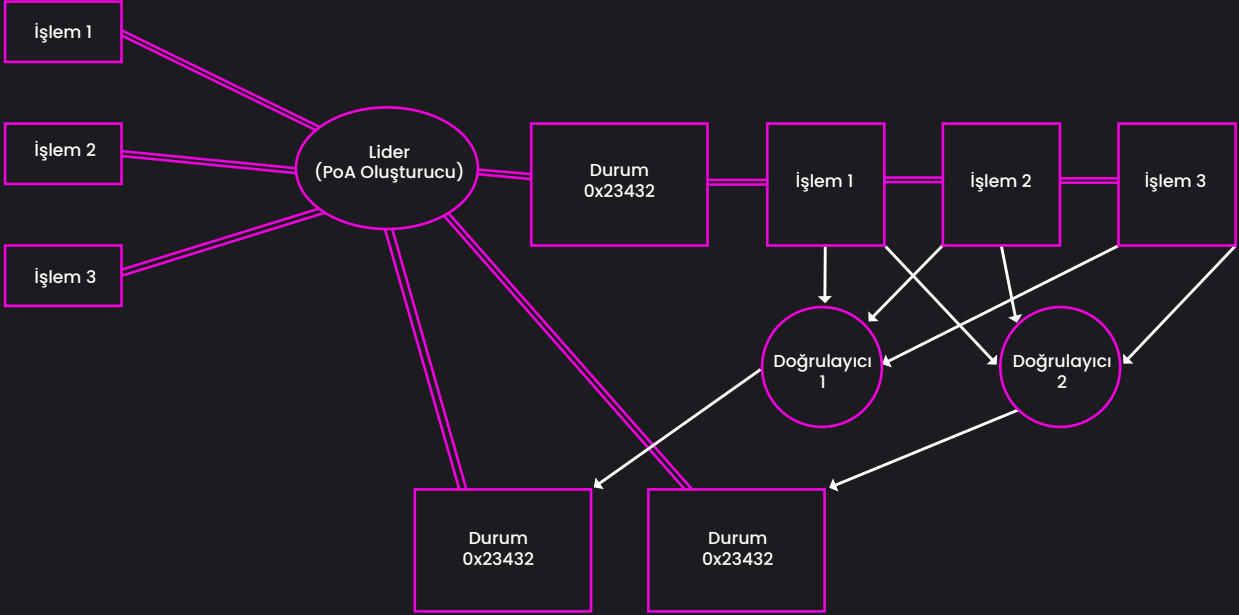 İşlem 1
İşlem 2
İşlem 3
Lider
(PoA Oluşturucu)
Durum
0x23432
İşlem 1
İşlem 2
İşlem 3
Doğrulayıcı
1
Doğrulayıcı
2
Durum
0x23432
Durum
0x23432